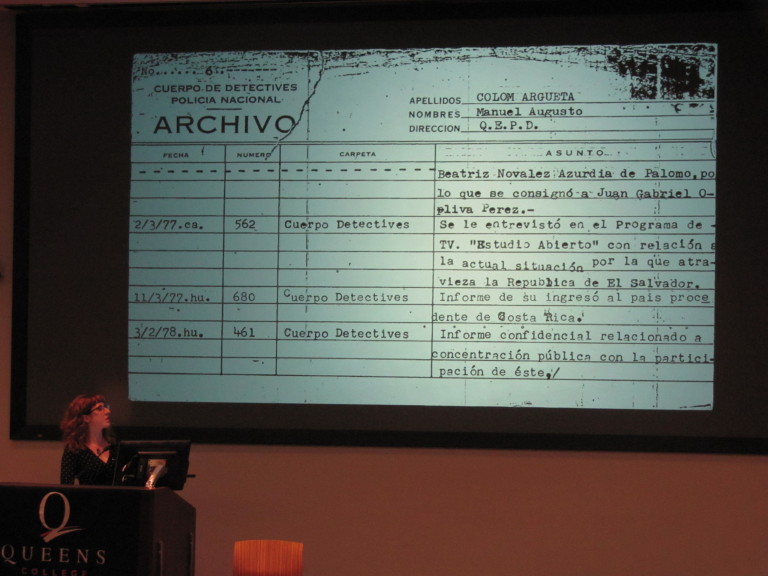 No...... 6...
CUERPO DE DETECTIVES
POLICIA NACIONAL
ARCHIVO
APELLIDOS COLOM ARGUETA
NOMBRES Manuel Augusto
DIRECCION Q.E.P.D.
FECHA NUMERO CARPETA ASUNTO
Beatriz Novalez Azurdia de Palomo, po
lo que se consignó a Juan Gabriel O-
pliva Perez.-
2/3/77.ca. 562 Cuerpo Detectives Se le entrevistó en el Programa de -
TV. "Estudio Abierto" con relación a
la actual situación por la que atra-
vieza la Republica de El Salvador.
11/3/77.hu. 680 Cuerpo Detectives Informe de su ingresó al pais proce
dente de Costa Rica.
3/2/78.hu. 461 Cuerpo Detectives Informe confidencial relacionado a
concentración pública con la partici-
pación de éste,/
Q
QUEENS
COLLEGE